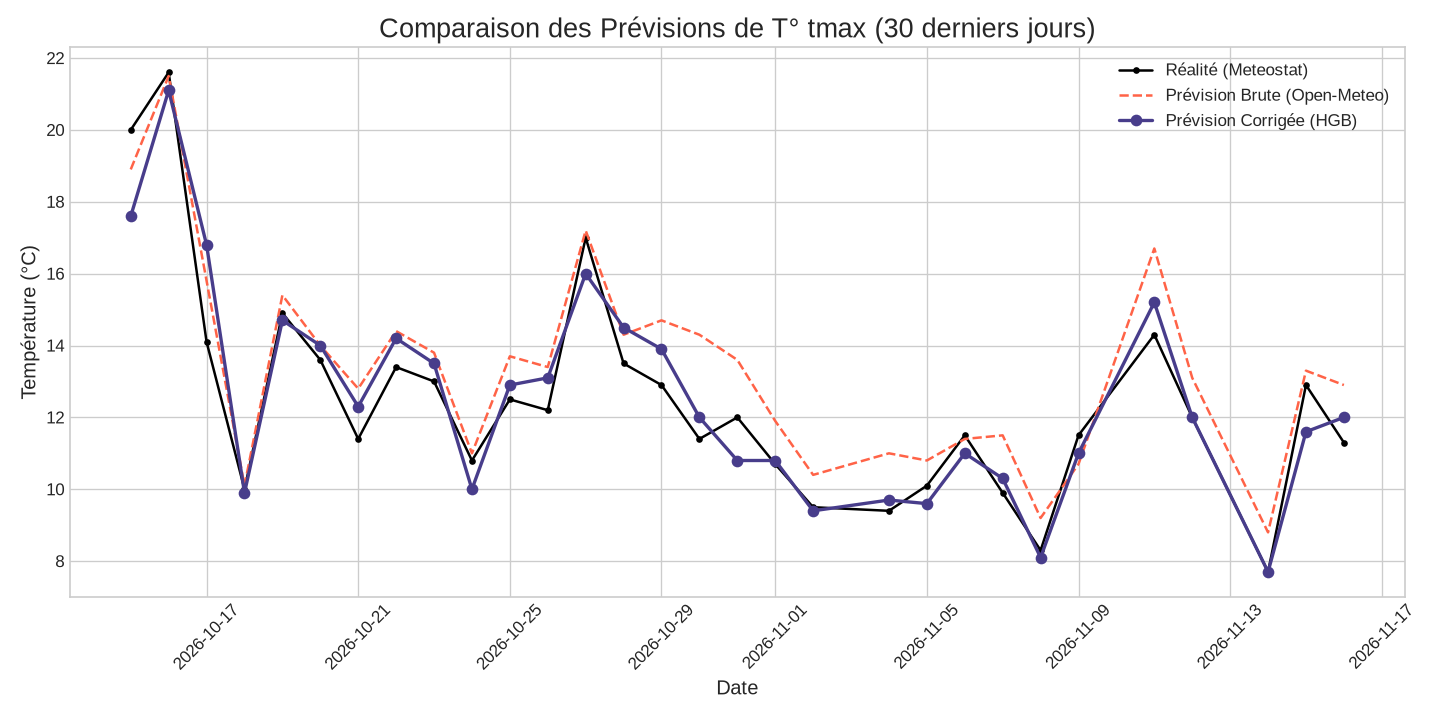 Comparaison des Prévisions de T° tmax (30 derniers jours)
Réalité (Meteostat)
Prévision Brute (Open-Meteo)
Prévision Corrigée (HGB)
Température (°C)
22
20
18
16
14
12
10
8
2026-10-17
2026-10-21
2026-10-25
2026-10-29
2026-11-01
2026-11-05
2026-11-09
2026-11-13
2026-11-17
Date